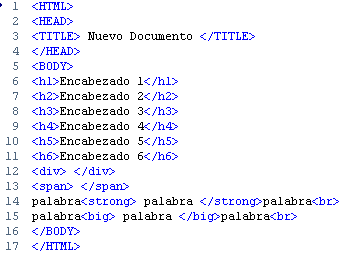 1 <HTML>
2 <HEAD>
3 <TITLE> Nuevo Documento </TITLE>
4 </HEAD>
5 <BODY>
6 <h1>Encabezado 1</h1>
7 <h2>Encabezado 2</h2>
8 <h3>Encabezado 3</h3>
9 <h4>Encabezado 4</h4>
10 <h5>Encabezado 5</h5>
11 <h6>Encabezado 6</h6>
12 <div> </div>
13 <span> </span>
14 palabra<strong> palabra </strong>palabra<br>
15 palabra<big> palabra </big>palabra<br>
16 </BODY>
17 </HTML>